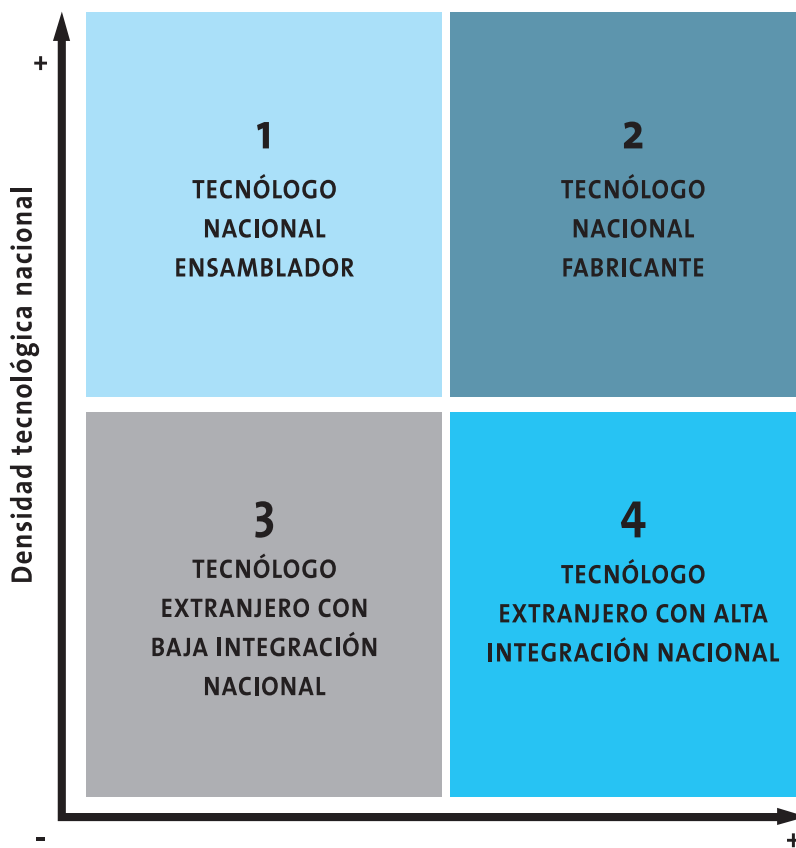 +
Densidad tecnológica nacional
1
TECNÓLOGO
NACIONAL
ENSAMBLADOR
2
TECNÓLOGO
NACIONAL
FABRICANTE
3
TECNÓLOGO
EXTRANJERO CON
BAJA INTEGRACIÓN
NACIONAL
4
TECNÓLOGO
EXTRANJERO CON ALTA
INTEGRACIÓN NACIONAL
-
+